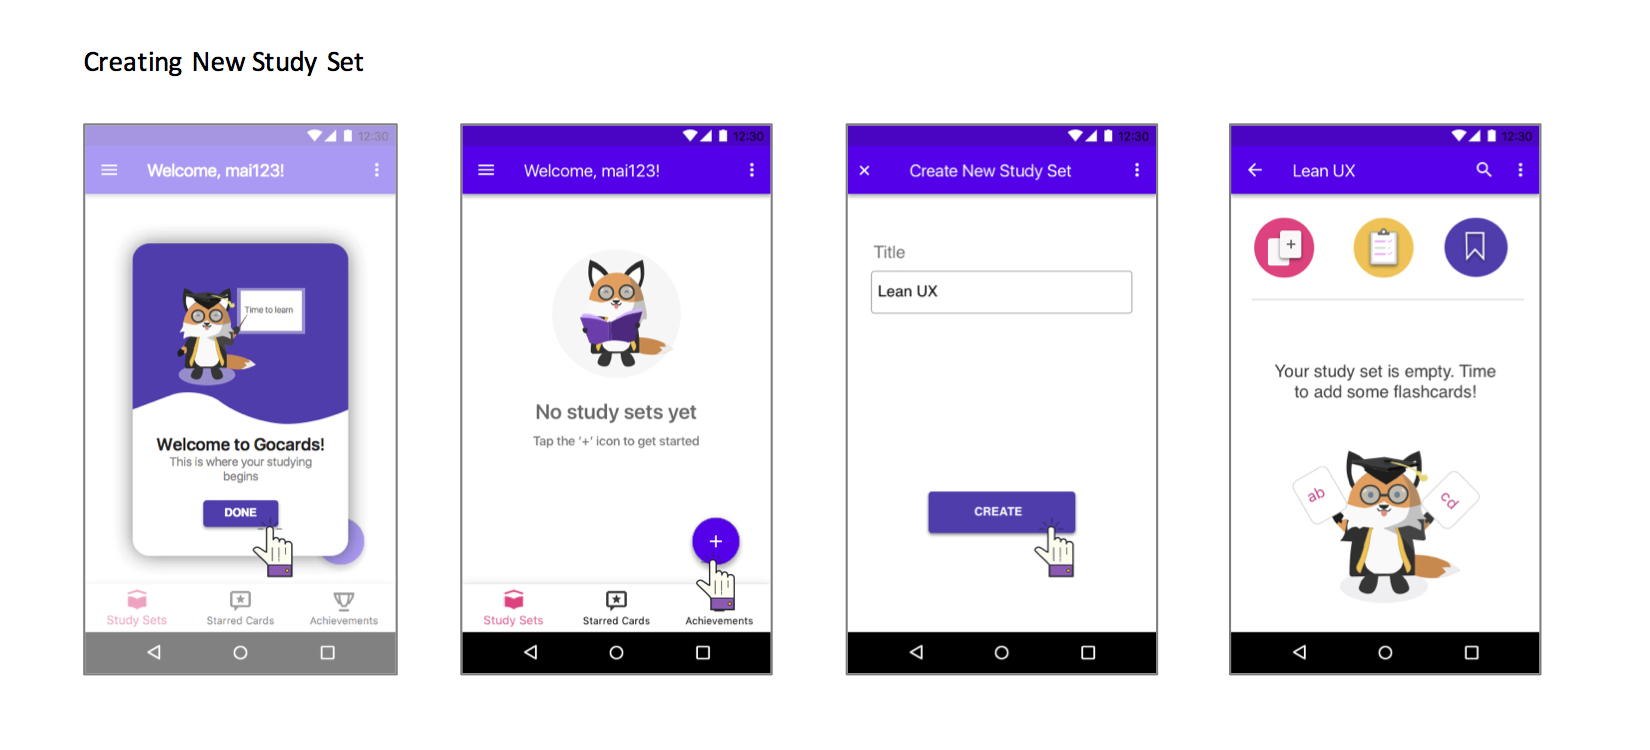 Creating New Study Set
12:30
Welcome, mai123!
Time to learn
Welcome to Gocards!
This is where your studying
begins
DONE
Study Sets
Starred Cards
Achievements
12:30
Welcome, mai123!
No study sets yet
Tap the '+' icon to get started
+
Study Sets
Starred Cards
Achievements
12:30
Create New Study Set
Title
Lean UX
CREATE
12:30
Lean UX
+
Your study set is empty. Time
to add some flashcards!
ab
cd